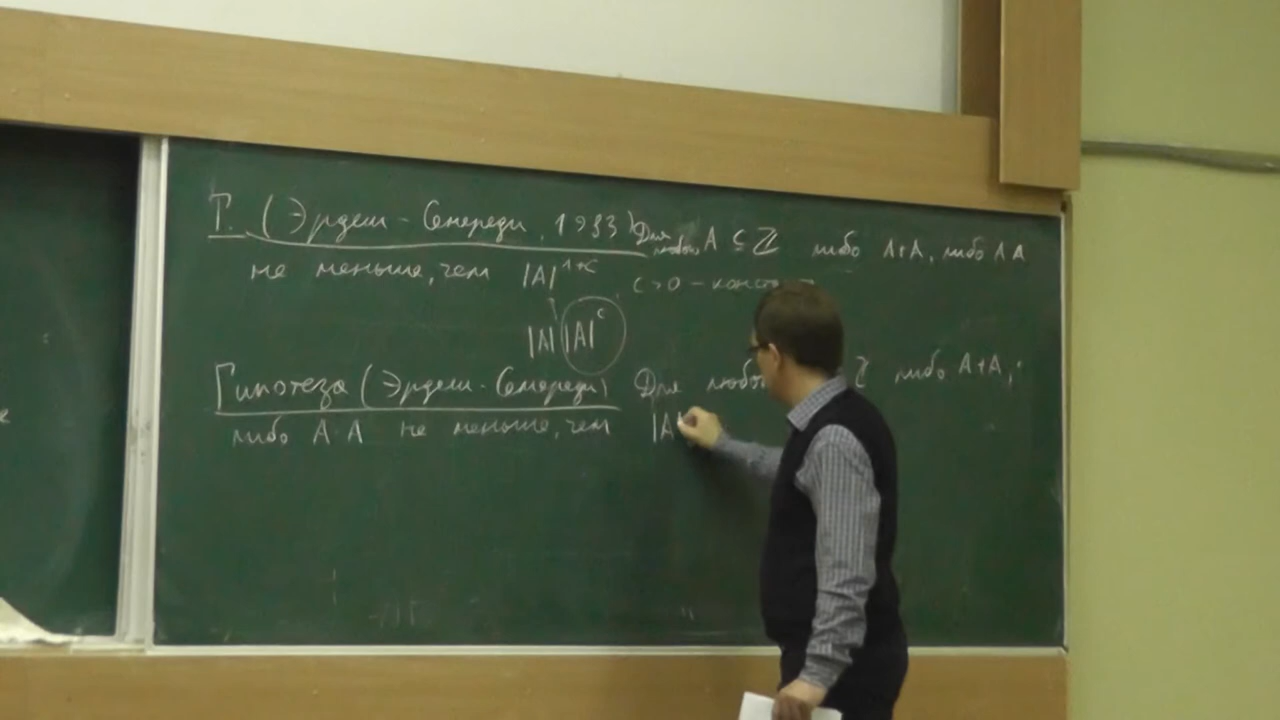 Т. (Эрдеш - Семереди, 1983) Для любого A ⊆ ℤ либо A+A, либо A·A
не меньше, чем |A|^{1+c}, c>0 -
|A| |A|^c
Гипотеза (Эрдеш - Семереди) Для любо ℤ либо A+A,
либо A·A не меньше, чем |A|